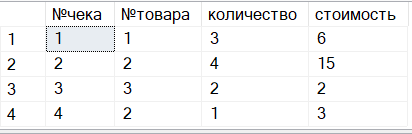 №чека №товара количество стоимость
1 1 1 3 6
2 2 2 4 15
3 3 3 2 2
4 4 2 1 3